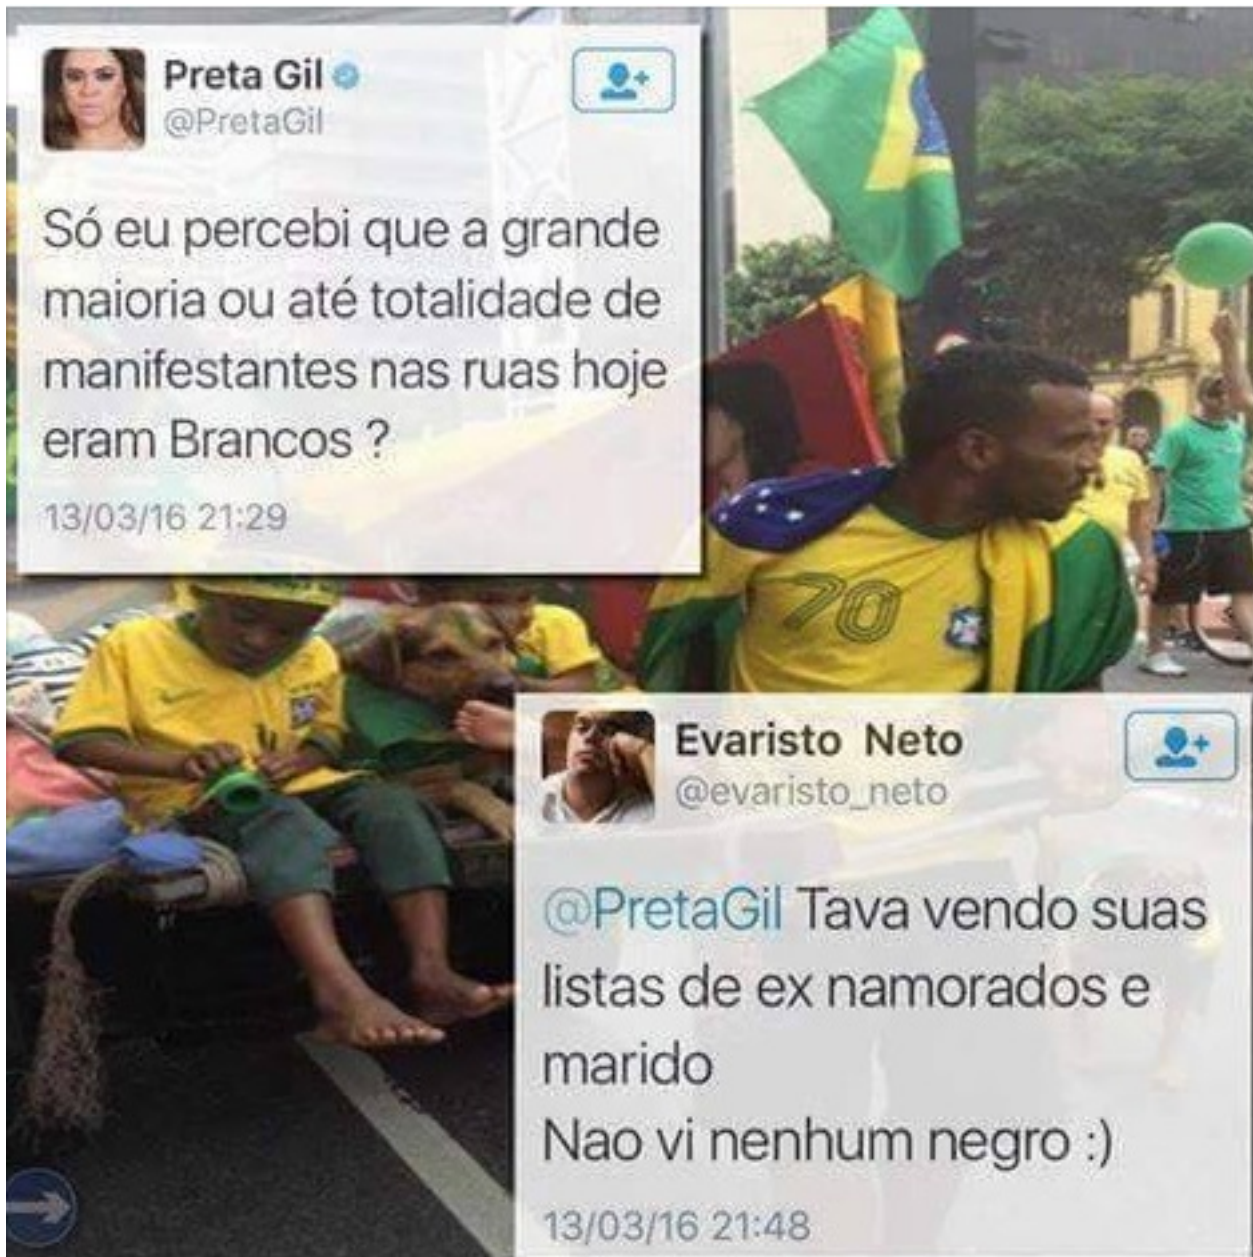 Preta Gil
@PretaGil
Só eu percebi que a grande
maioria ou até totalidade de
manifestantes nas ruas hoje
eram Brancos ?
13/03/16 21:29
70
Evaristo Neto
@evaristo_neto
@PretaGil Tava vendo suas
listas de ex namorados e
marido
Nao vi nenhum negro :)
13/03/16 21:48